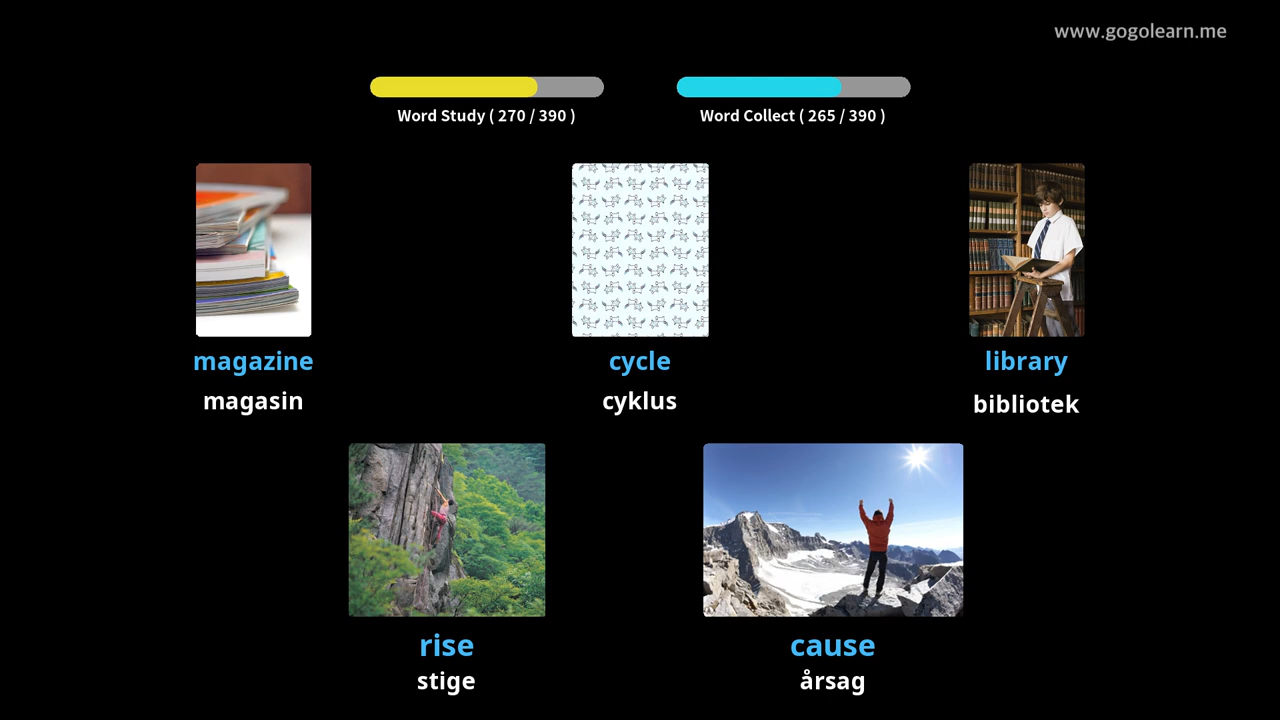 www.gogolearn.me
Word Study ( 270 / 390 )
Word Collect ( 265 / 390 )
magazine
magasin
cycle
cyklus
library
bibliotek
rise
stige
cause
årsag